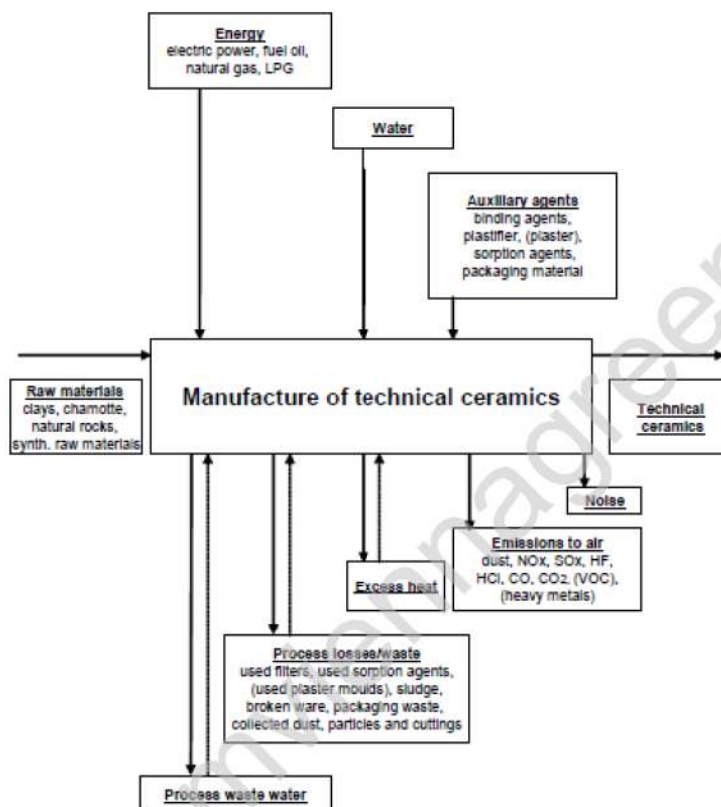 Energy
electric power, fuel oil,
natural gas, LPG
Water
Auxiliary agents
binding agents,
plastifier, (plaster),
sorption agents,
packaging material
Manufacture of technical ceramics
Raw materials
clays, chamotte,
natural rocks,
synth. raw materials
Technical
ceramics
Noise
Emissions to air
dust, NOx, SOx, HF,
HCl, CO, CO2, (VOC),
(heavy metals)
Excess heat
Process losses/waste
used filters, used sorption agents,
(used plaster moulds), sludge,
broken ware, packaging waste,
collected dust, particles and cuttings
Process waste water